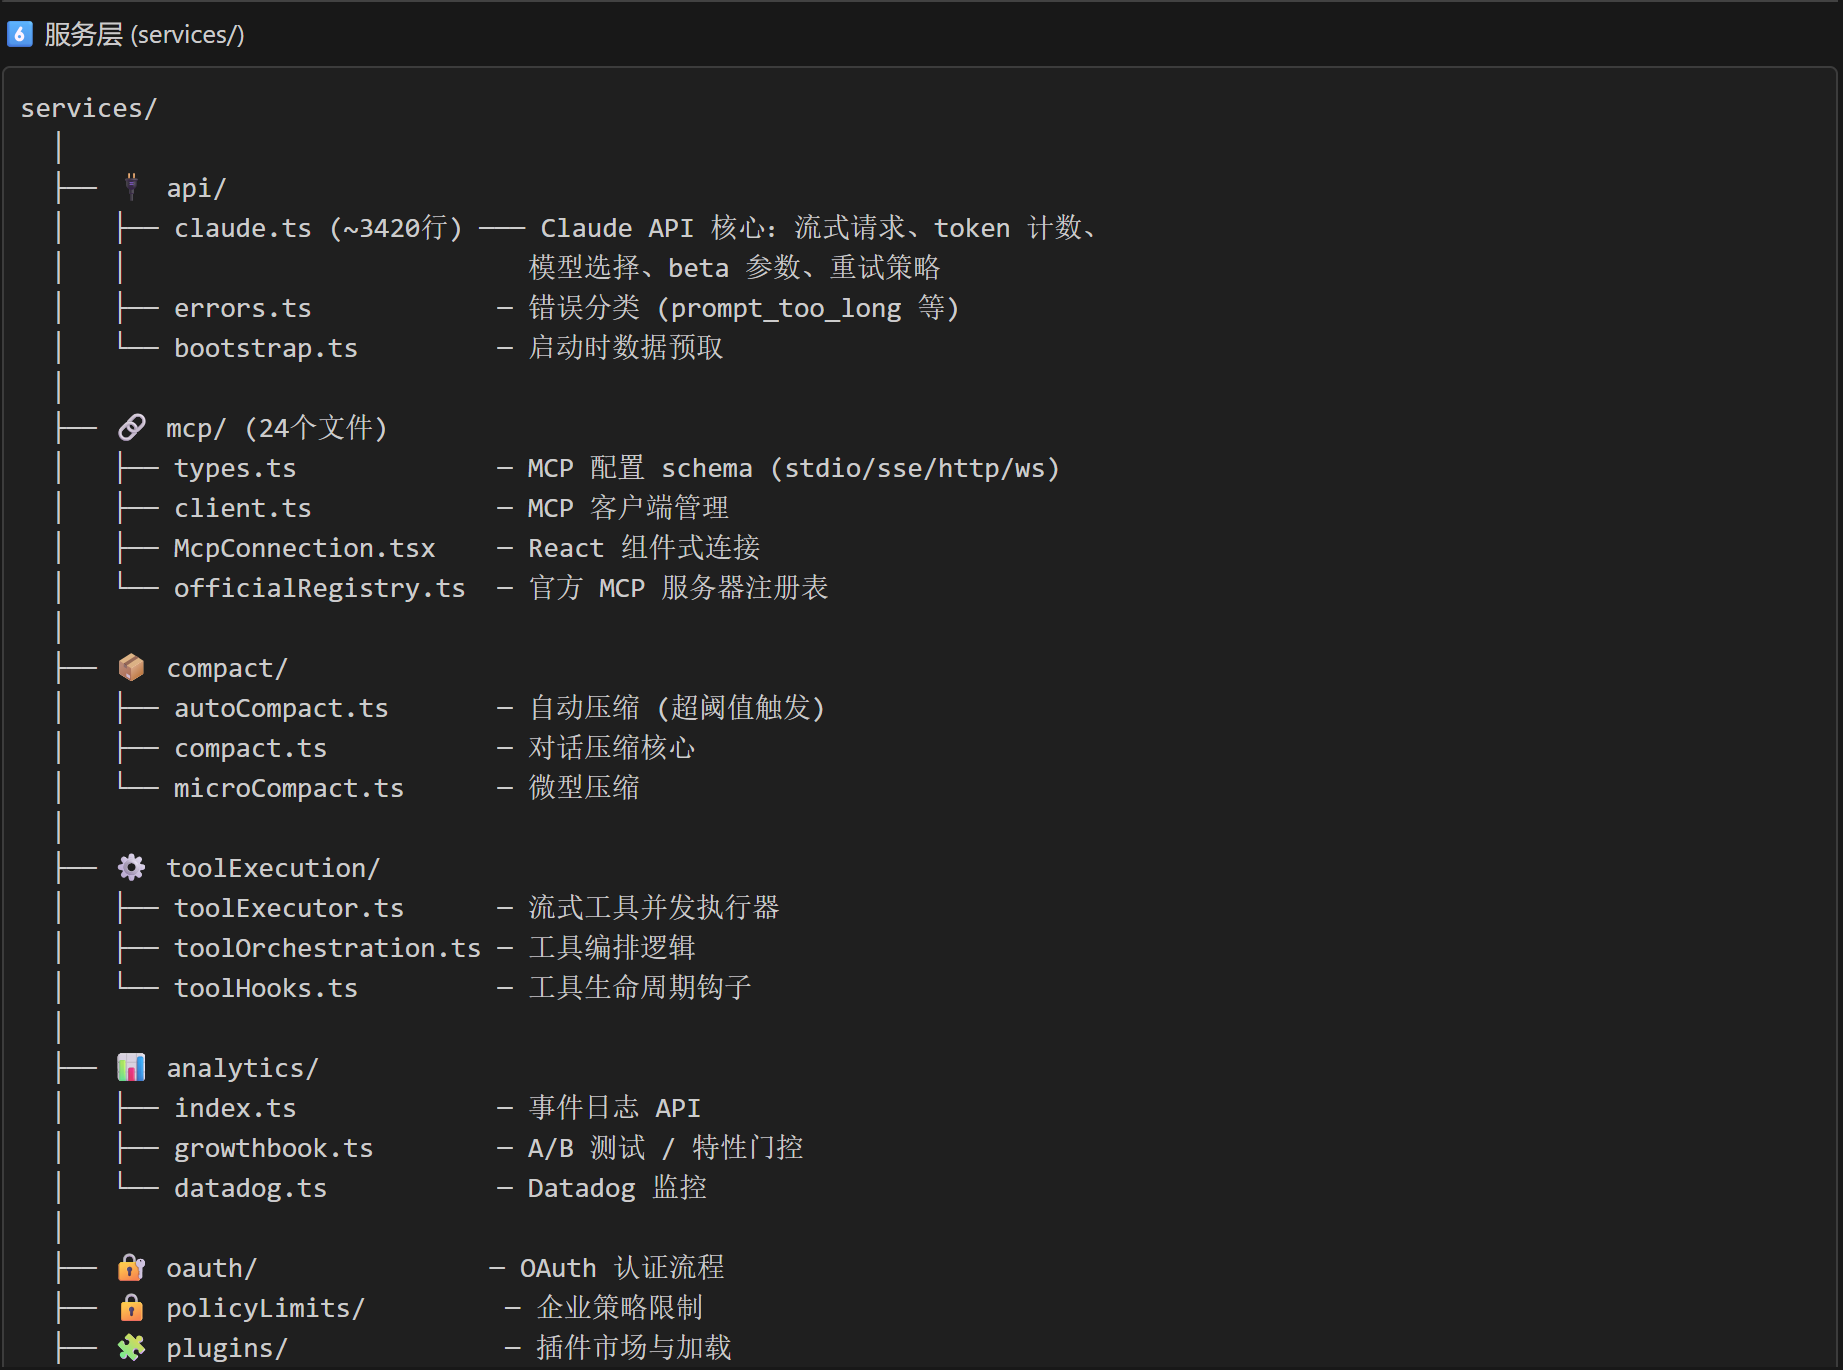 6 服务层 (services/)
services/
│
├── 🔌 api/
│   ├── claude.ts (~3420行) ─── Claude API 核心: 流式请求、token 计数、
│   │                          模型选择、beta 参数、重试策略
│   ├── errors.ts            — 错误分类 (prompt_too_long 等)
│   └── bootstrap.ts         — 启动时数据预取
│
├── 🔗 mcp/ (24个文件)
│   ├── types.ts             — MCP 配置 schema (stdio/sse/http/ws)
│   ├── client.ts            — MCP 客户端管理
│   ├── McpConnection.tsx    — React 组件式连接
│   └── officialRegistry.ts  — 官方 MCP 服务器注册表
│
├── 📦 compact/
│   ├── autoCompact.ts       — 自动压缩 (超阈值触发)
│   ├── compact.ts           — 对话压缩核心
│   └── microCompact.ts      — 微型压缩
│
├── ⚙️ toolExecution/
│   ├── toolExecutor.ts      — 流式工具并发执行器
│   ├── toolOrchestration.ts — 工具编排逻辑
│   └── toolHooks.ts         — 工具生命周期钩子
│
├── 📊 analytics/
│   ├── index.ts             — 事件日志 API
│   ├── growthbook.ts        — A/B 测试 / 特性门控
│   └── datadog.ts           — Datadog 监控
│
├── 🔐 oauth/               — OAuth 认证流程
├── 🔒 policyLimits/         — 企业策略限制
├── 🧩 plugins/              — 插件市场与加载